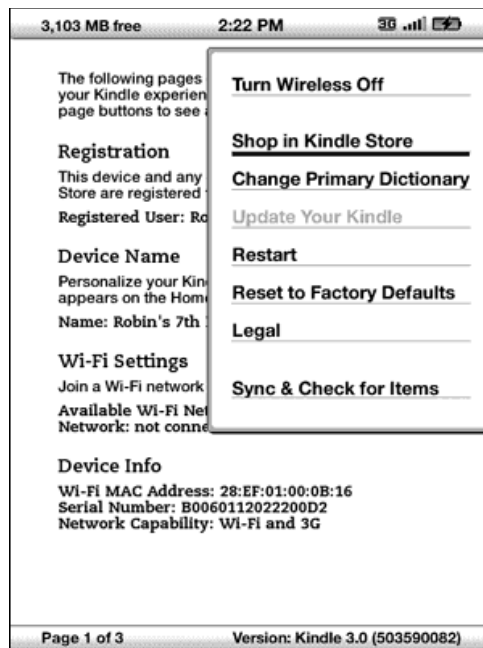 3,103 MB free 2:22 PM 3G
The following pages
your Kindle experien
page buttons to see
Registration
This device and any
Store are registered
Registered User: Ro
Device Name
Personalize your Kin
appears on the Hom
Name: Robin's 7th
Wi-Fi Settings
Join a Wi-Fi network
Available Wi-Fi Net
Network: not conne
Device Info
Wi-Fi MAC Address: 28:EF:01:00:0B:16
Serial Number: B0060112022200D2
Network Capability: Wi-Fi and 3G
Turn Wireless Off
Shop in Kindle Store
Change Primary Dictionary
Update Your Kindle
Restart
Reset to Factory Defaults
Legal
Sync & Check for Items
Page 1 of 3 Version: Kindle 3.0 (503590082)